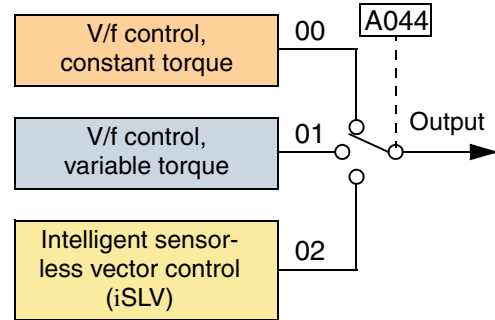 V/f control,
constant torque
00
A044
V/f control,
variable torque
01
Output
Intelligent sensor-
less vector control
(iSLV)
02